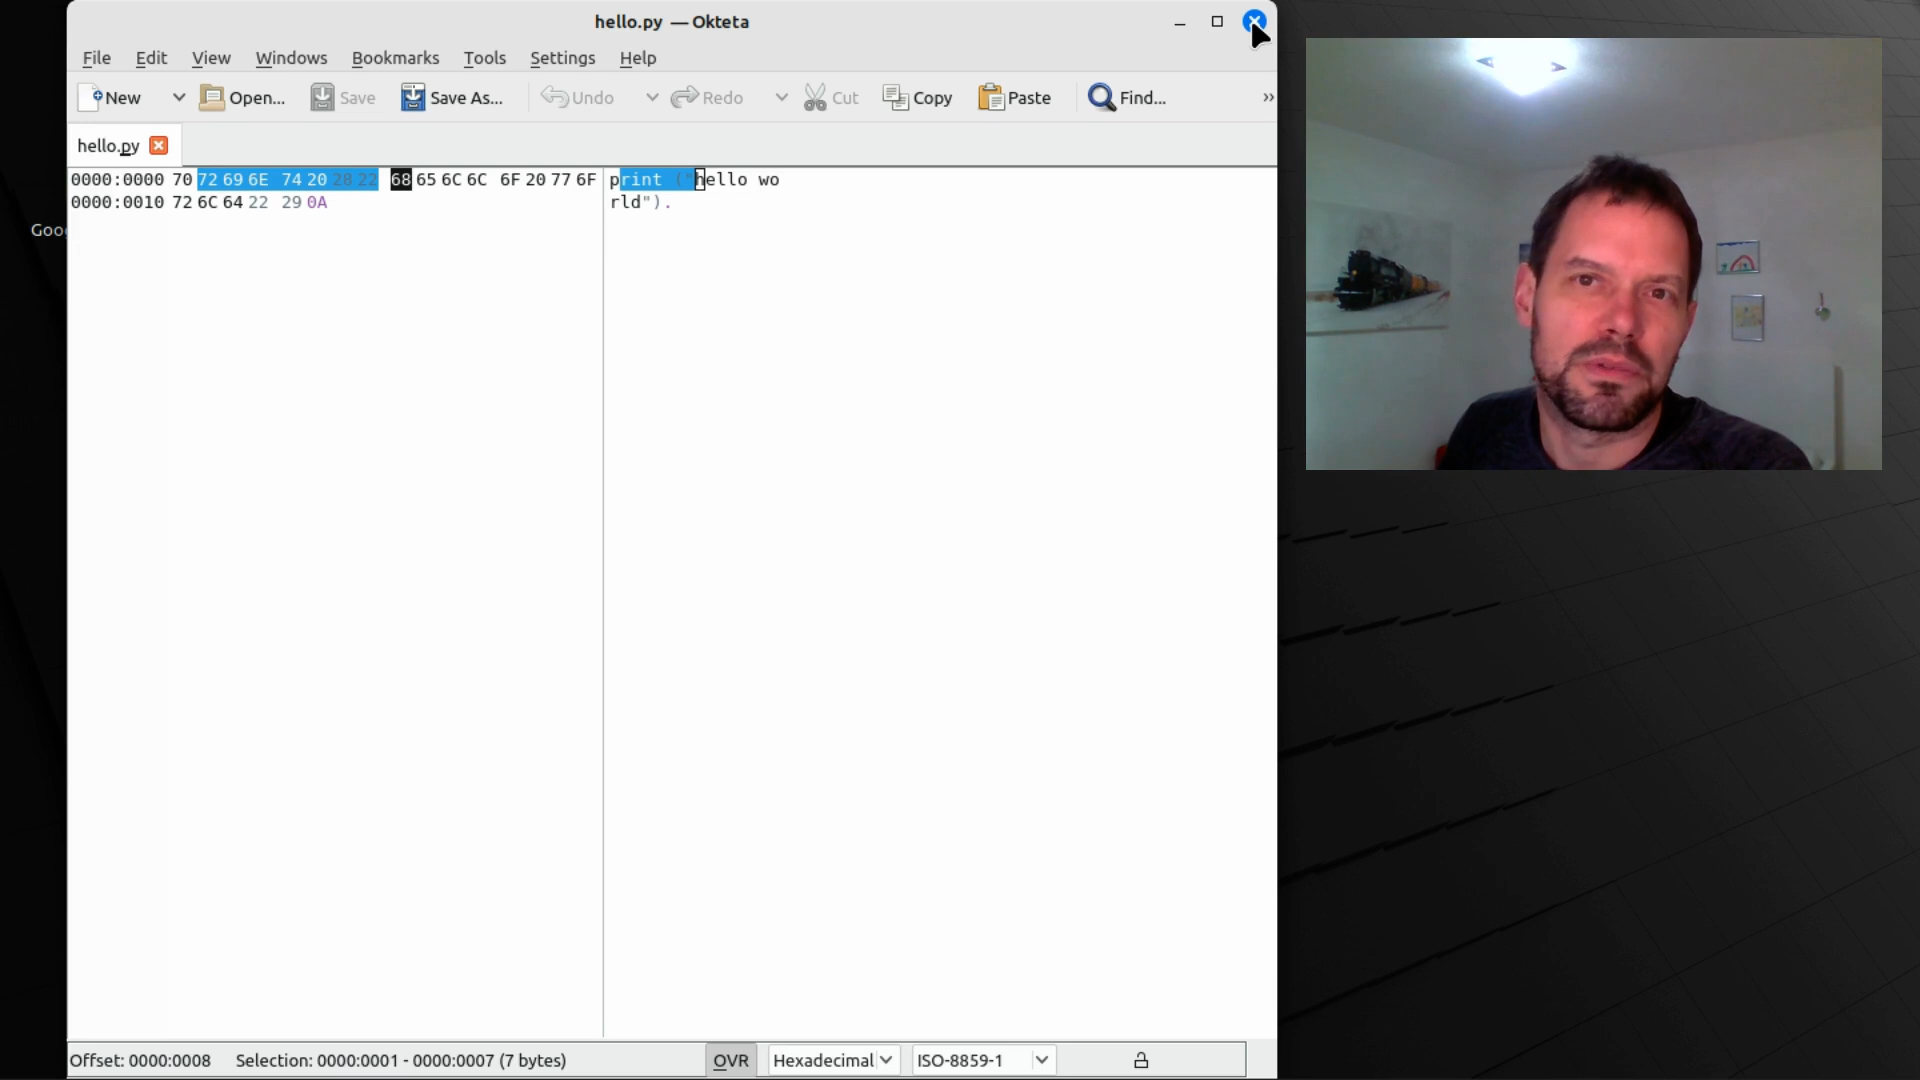 hello.py — Okteta
File Edit View Windows Bookmarks Tools Settings Help
New Open... Save Save As... Undo Redo Cut Copy Paste Find... »
hello.py
0000:0000 70 72 69 6E 74 20 28 22 68 65 6C 6C 6F 20 77 6F print ("hello wo
0000:0010 72 6C 64 22 29 0A rld").
Goo
Offset: 0000:0008 Selection: 0000:0001 - 0000:0007 (7 bytes) OVR Hexadecimal ISO-8859-1